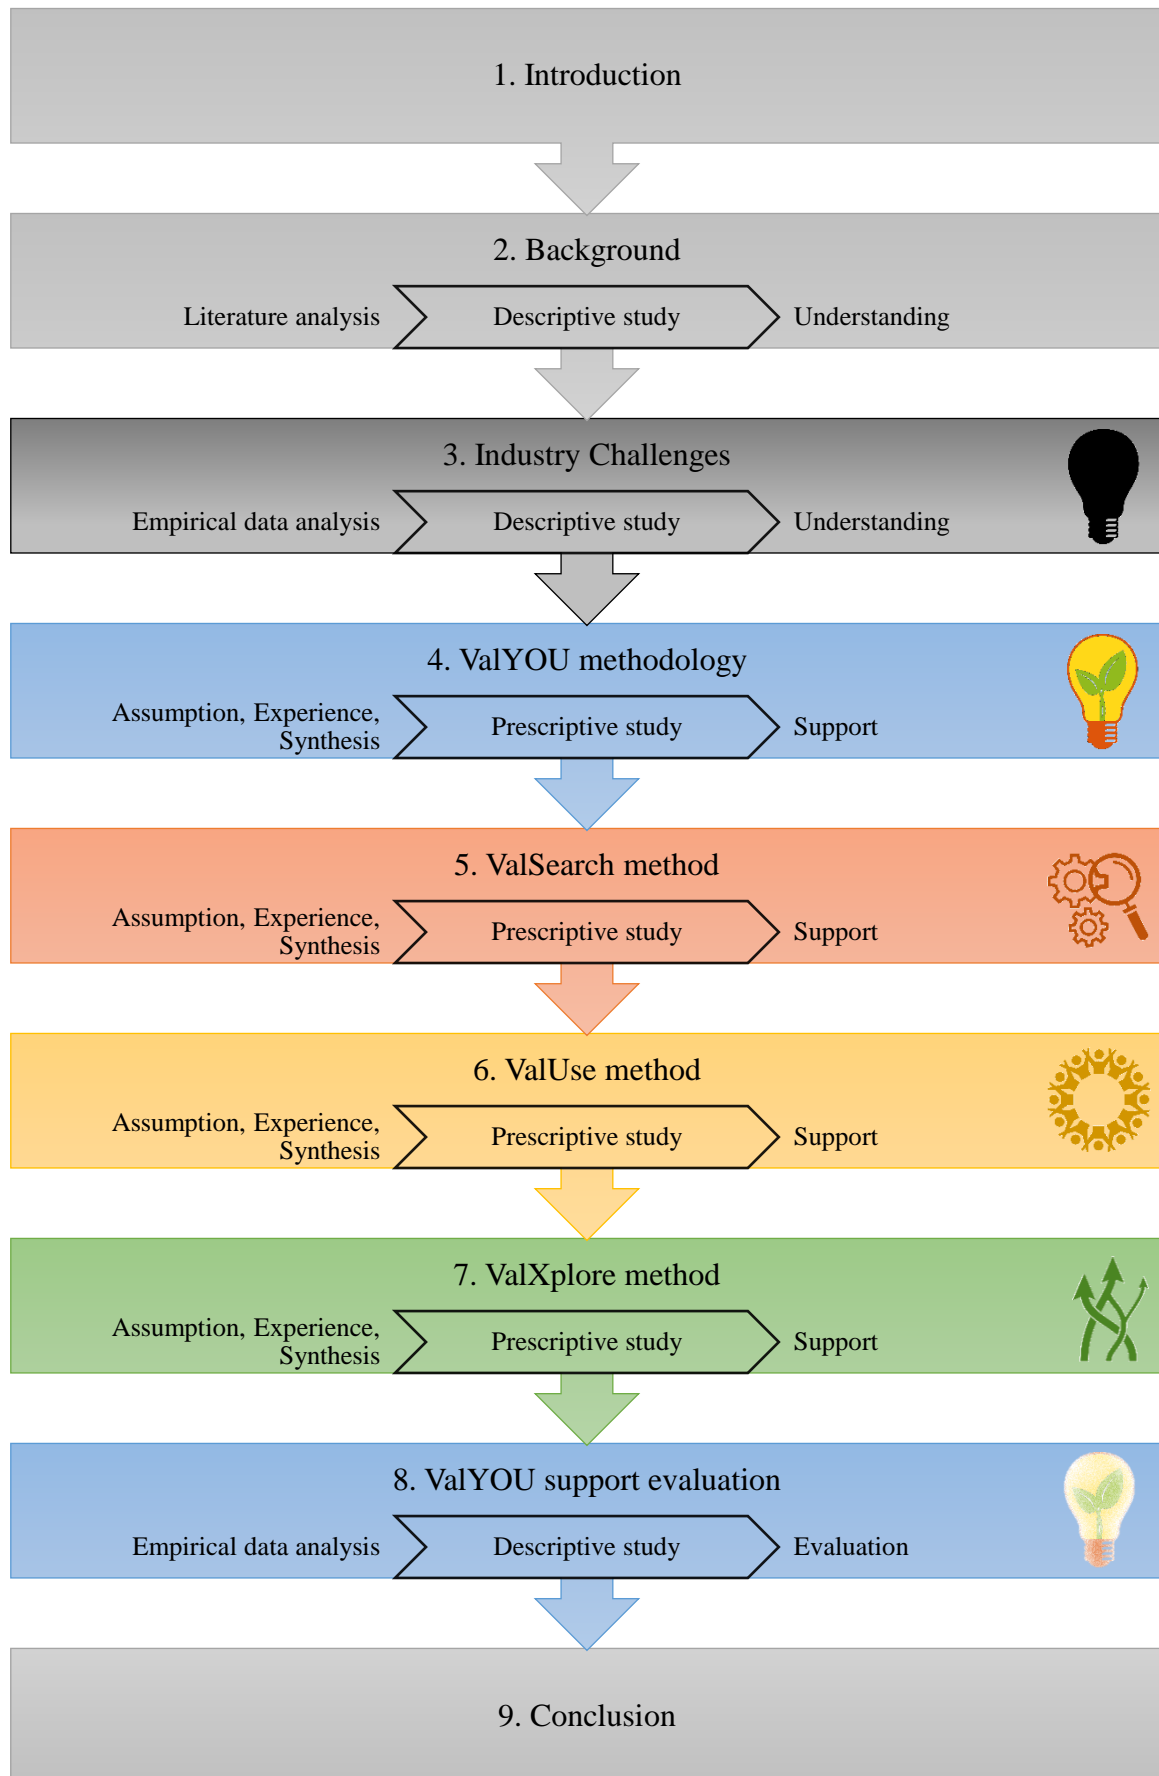 1. Introduction
2. Background
Literature analysis
Descriptive study
Understanding
3. Industry Challenges
Empirical data analysis
Descriptive study
Understanding
4. ValYOU methodology
Assumption, Experience,
Synthesis
Prescriptive study
Support
5. ValSearch method
Assumption, Experience,
Synthesis
Prescriptive study
Support
6. ValUse method
Assumption, Experience,
Synthesis
Prescriptive study
Support
7. ValXplore method
Assumption, Experience,
Synthesis
Prescriptive study
Support
8. ValYOU support evaluation
Empirical data analysis
Descriptive study
Evaluation
9. Conclusion